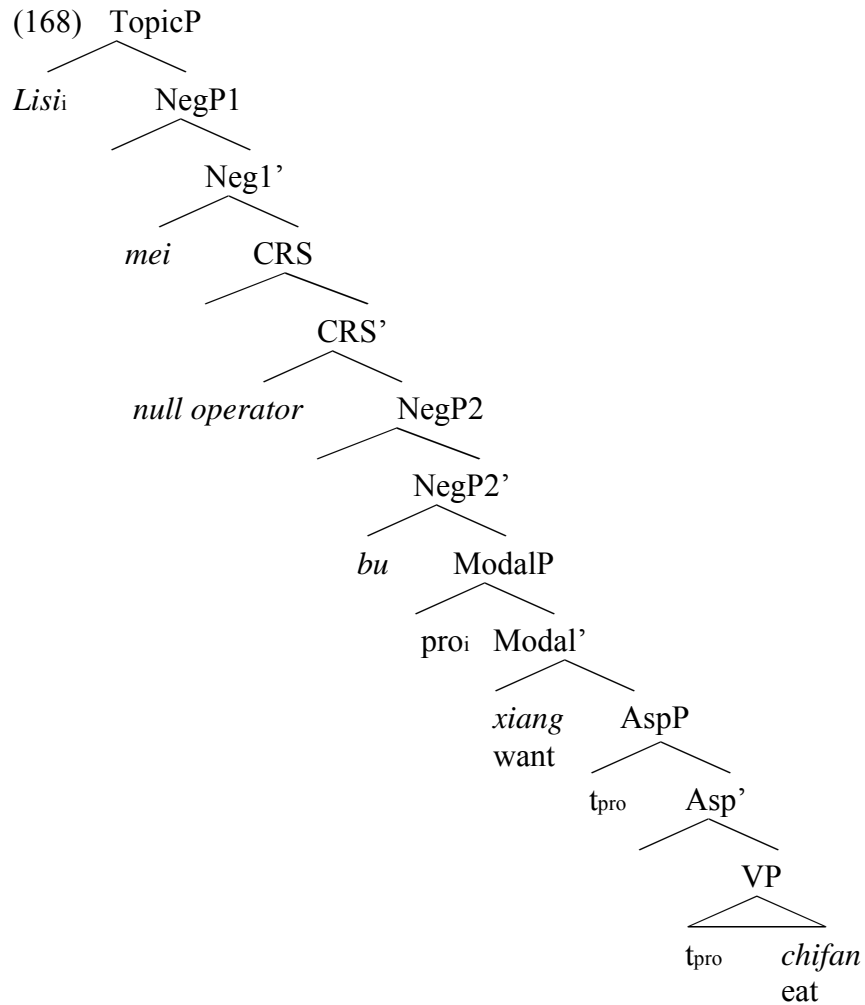 (168) TopicP
Lisii NegP1
Neg1’
mei CRS
CRS’
null operator NegP2
NegP2’
bu ModalP
proi Modal’
xiang AspP
want
tpro Asp’
VP
tpro chifan
eat